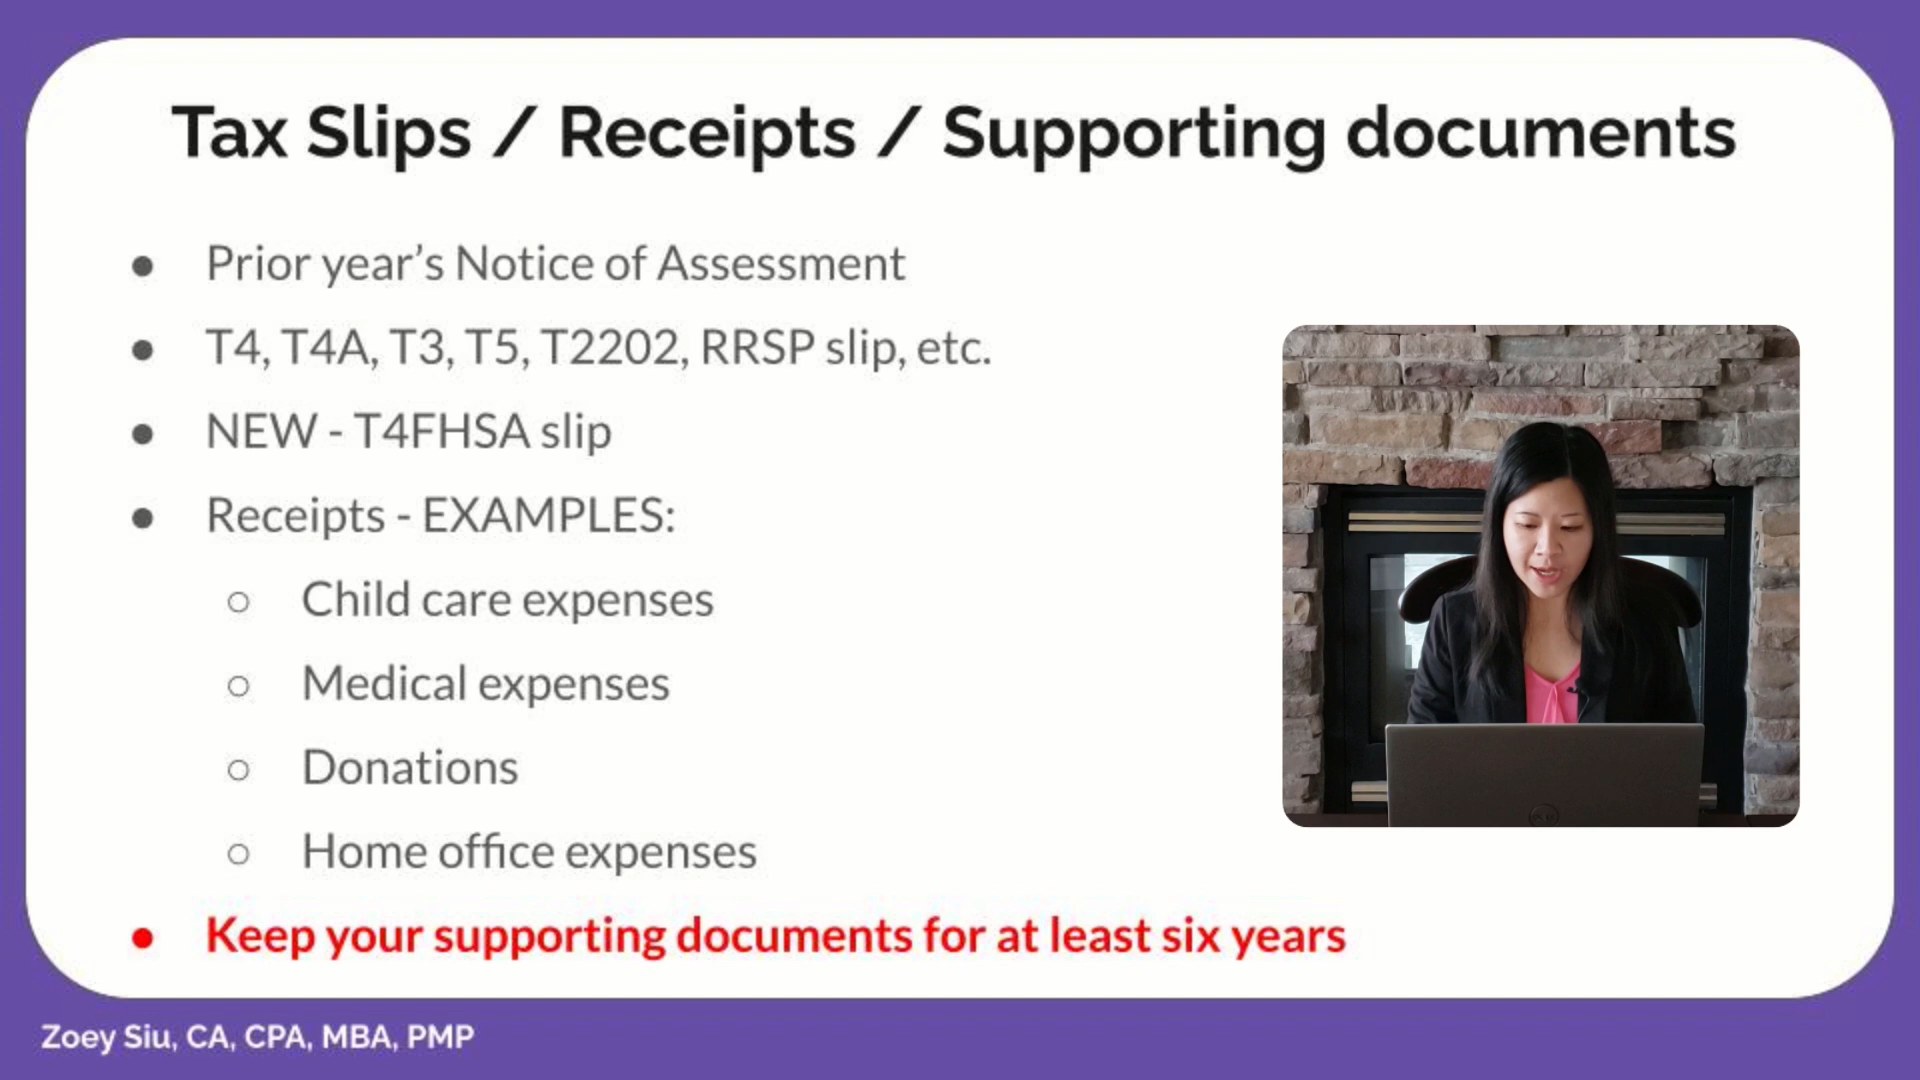 Tax Slips / Receipts / Supporting documents
● Prior year’s Notice of Assessment
● T4, T4A, T3, T5, T2202, RRSP slip, etc.
● NEW - T4FHSA slip
● Receipts - EXAMPLES:
○ Child care expenses
○ Medical expenses
○ Donations
○ Home office expenses
● Keep your supporting documents for at least six years
Zoey Siu, CA, CPA, MBA, PMP